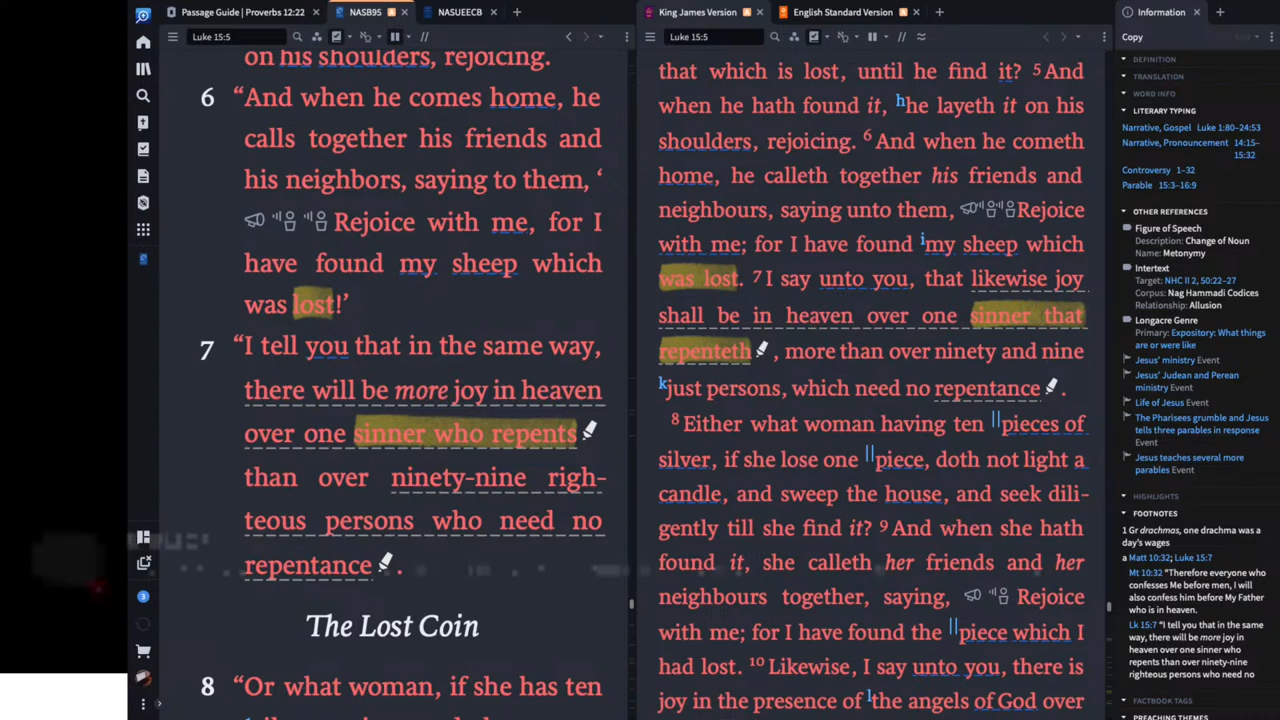 Passage Guide | Proverbs 12:22
NASB95
NASUEECB
Luke 15:5
on his shoulders, rejoicing.
6 “And when he comes home, he
calls together his friends and
his neighbors, saying to them, ‘
Rejoice with me, for I
have found my sheep which
was lost!’
7 “I tell you that in the same way,
there will be more joy in heaven
over one sinner who repents
than over ninety-nine righ-
teous persons who need no
repentance .
The Lost Coin
8 “Or what woman, if she has ten
King James Version
English Standard Version
Luke 15:5
that which is lost, until he find it? 5 And
when he hath found it, h he layeth it on his
shoulders, rejoicing. 6 And when he cometh
home, he calleth together his friends and
neighbours, saying unto them, Rejoice
with me; for I have found i my sheep which
was lost. 7 I say unto you, that likewise joy
shall be in heaven over one sinner that
repenteth , more than over ninety and nine
k just persons, which need no repentance .
8 Either what woman having ten || pieces of
silver, if she lose one || piece, doth not light a
candle, and sweep the house, and seek dili-
gently till she find it? 9 And when she hath
found it, she calleth her friends and her
neighbours together, saying, Rejoice
with me; for I have found the || piece which I
had lost. 10 Likewise, I say unto you, there is
joy in the presence of l the angels of God over
Information
Copy
DEFINITION
TRANSLATION
WORD INFO
LITERARY TYPING
Narrative, Gospel Luke 1:80–24:53
Narrative, Pronouncement 14:15–
15:32
Controversy 1–32
Parable 15:3–16:9
OTHER REFERENCES
Figure of Speech
Description: Change of Noun
Name: Metonymy
Intertext
Target: NHC II 2, 50:22–27
Corpus: Nag Hammadi Codices
Relationship: Allusion
Longacre Genre
Primary: Expository: What things
are or were like
Jesus’ ministry Event
Jesus’ Judean and Perean
ministry Event
Life of Jesus Event
The Pharisees grumble and Jesus
tells three parables in response
Event
Jesus teaches several more
parables Event
HIGHLIGHTS
FOOTNOTES
1 Gr drachmas, one drachma was a
day’s wages
a Matt 10:32; Luke 15:7
Mt 10:32 “Therefore everyone who
confesses Me before men, I will
also confess him before My Father
who is in heaven.
Lk 15:7 “I tell you that in the same
way, there will be more joy in
heaven over one sinner who
repents than over ninety-nine
righteous persons who need no
FACTBOOK TAGS
PREACHING THEMES
3